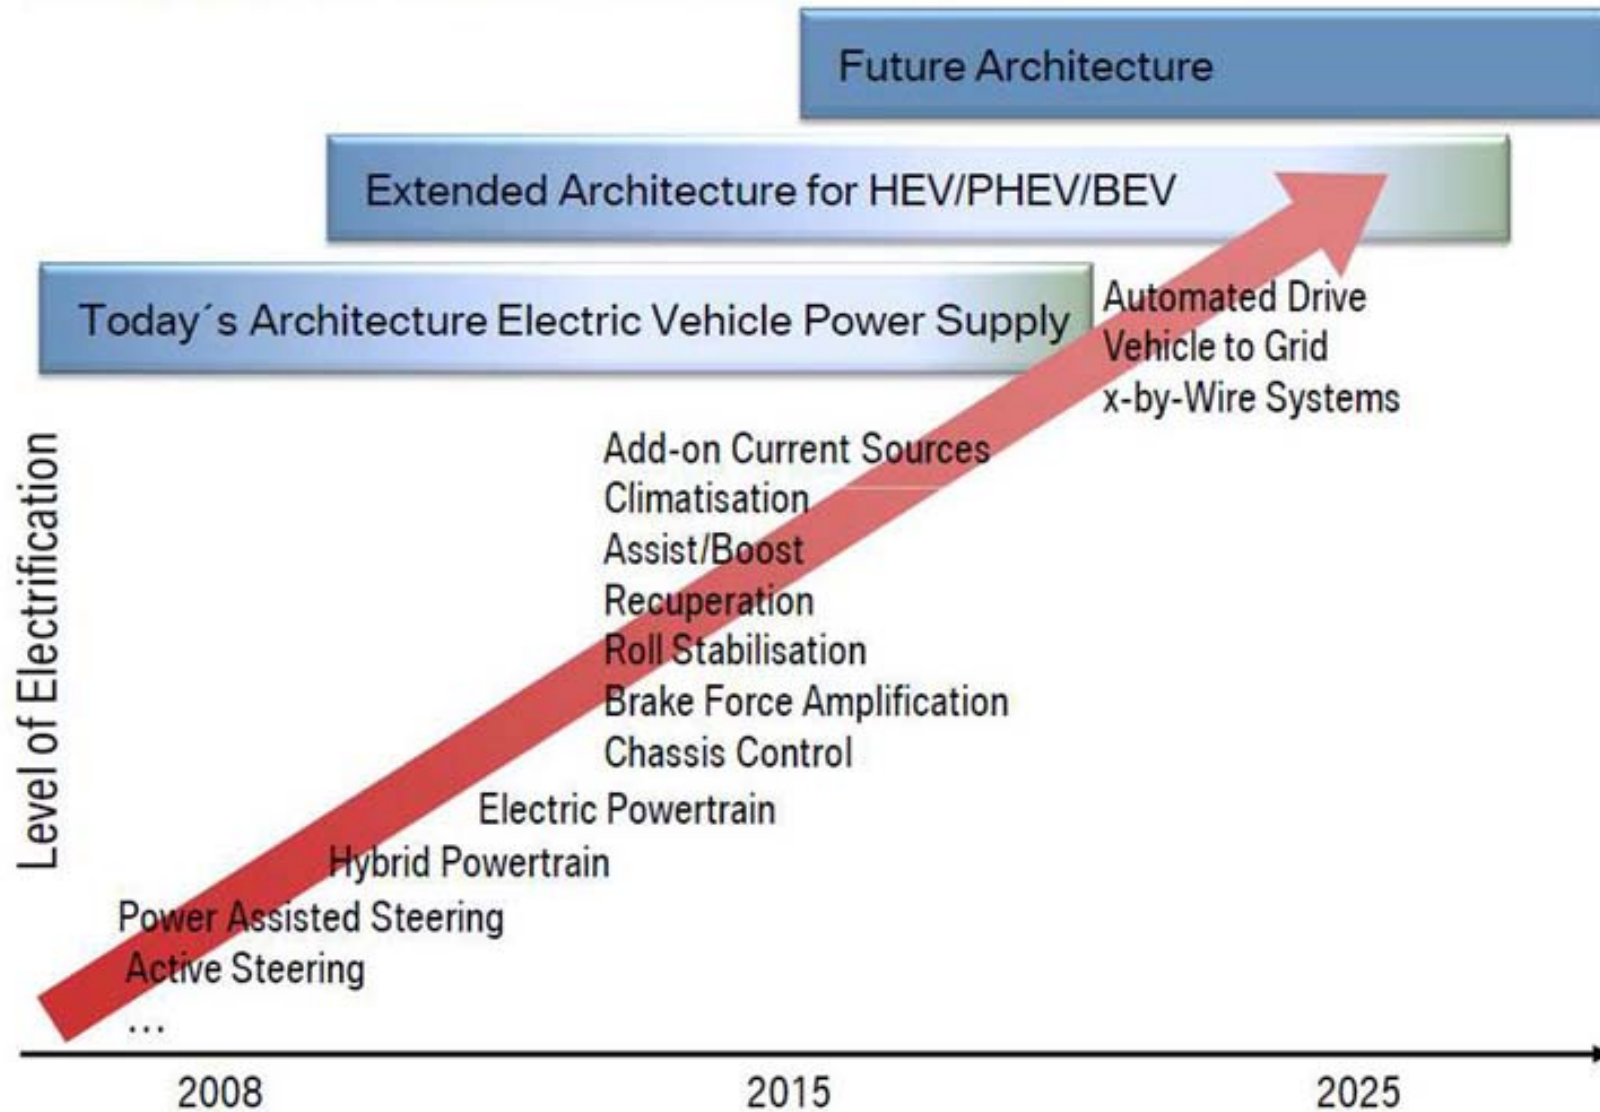 Future Architecture
Extended Architecture for HEV/PHEV/BEV
Today´s Architecture Electric Vehicle Power Supply
Automated Drive
Vehicle to Grid
x-by-Wire Systems
Add-on Current Sources
Climatisation
Assist/Boost
Recuperation
Roll Stabilisation
Brake Force Amplification
Chassis Control
Electric Powertrain
Hybrid Powertrain
Power Assisted Steering
Active Steering
...
Level of Electrification
2008 2015 2025